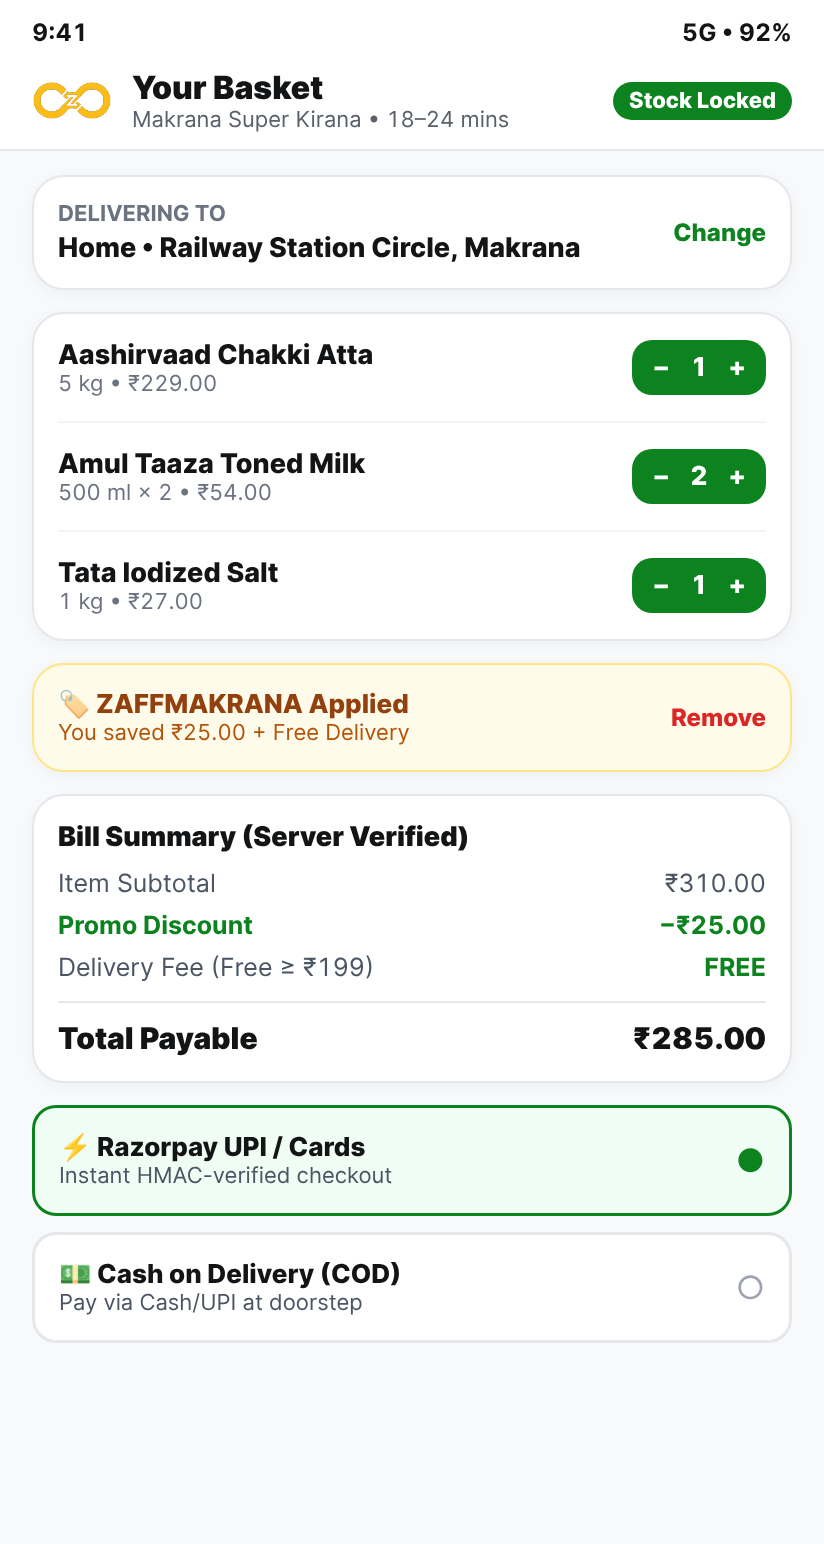 9:41
5G • 92%
Your Basket
Makrana Super Kirana • 18–24 mins
Stock Locked
DELIVERING TO
Home • Railway Station Circle, Makrana
Change
Aashirvaad Chakki Atta
5 kg • ₹229.00
− 1 +
Amul Taaza Toned Milk
500 ml × 2 • ₹54.00
− 2 +
Tata Iodized Salt
1 kg • ₹27.00
− 1 +
🏷️ ZAFFMAKRANA Applied
You saved ₹25.00 + Free Delivery
Remove
Bill Summary (Server Verified)
Item Subtotal ₹310.00
Promo Discount −₹25.00
Delivery Fee (Free ≥ ₹199) FREE
Total Payable ₹285.00
⚡ Razorpay UPI / Cards
Instant HMAC-verified checkout
💵 Cash on Delivery (COD)
Pay via Cash/UPI at doorstep